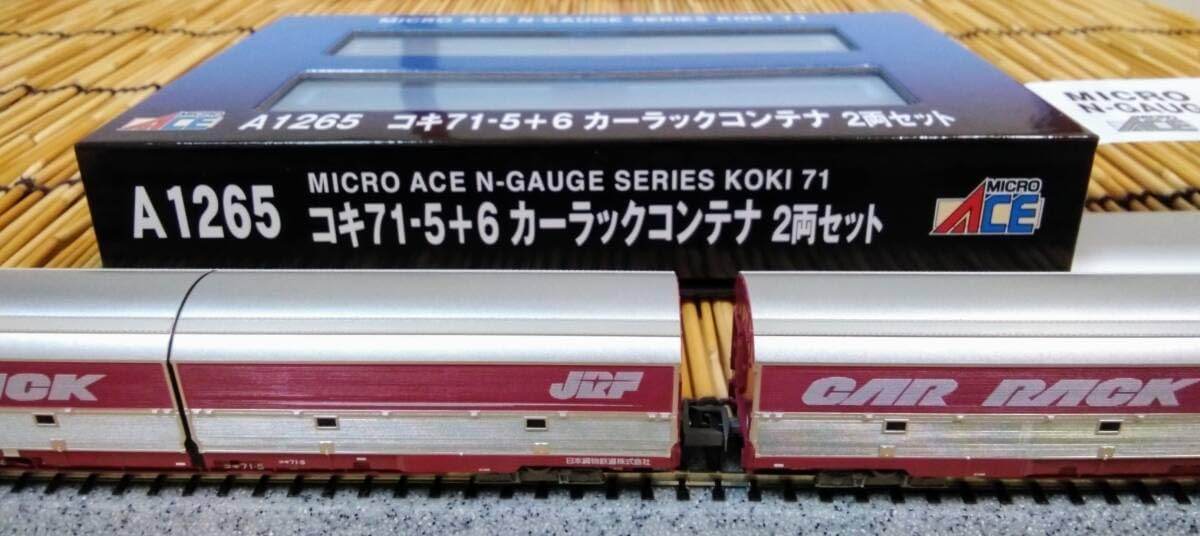 MICRO ACE N-GAUGE SERIES KOKI 71
MICRO ACE
A1265 コキ71-5+6 カーラックコンテナ 2両セット
MICRO
N-GAUG
A1265
MICRO ACE N-GAUGE SERIES KOKI 71
コキ71-5+6 カーラックコンテナ 2両セット
MICRO ACE
JRF
CAR RACK
コキ71-5
日本貨物鉄道株式会社